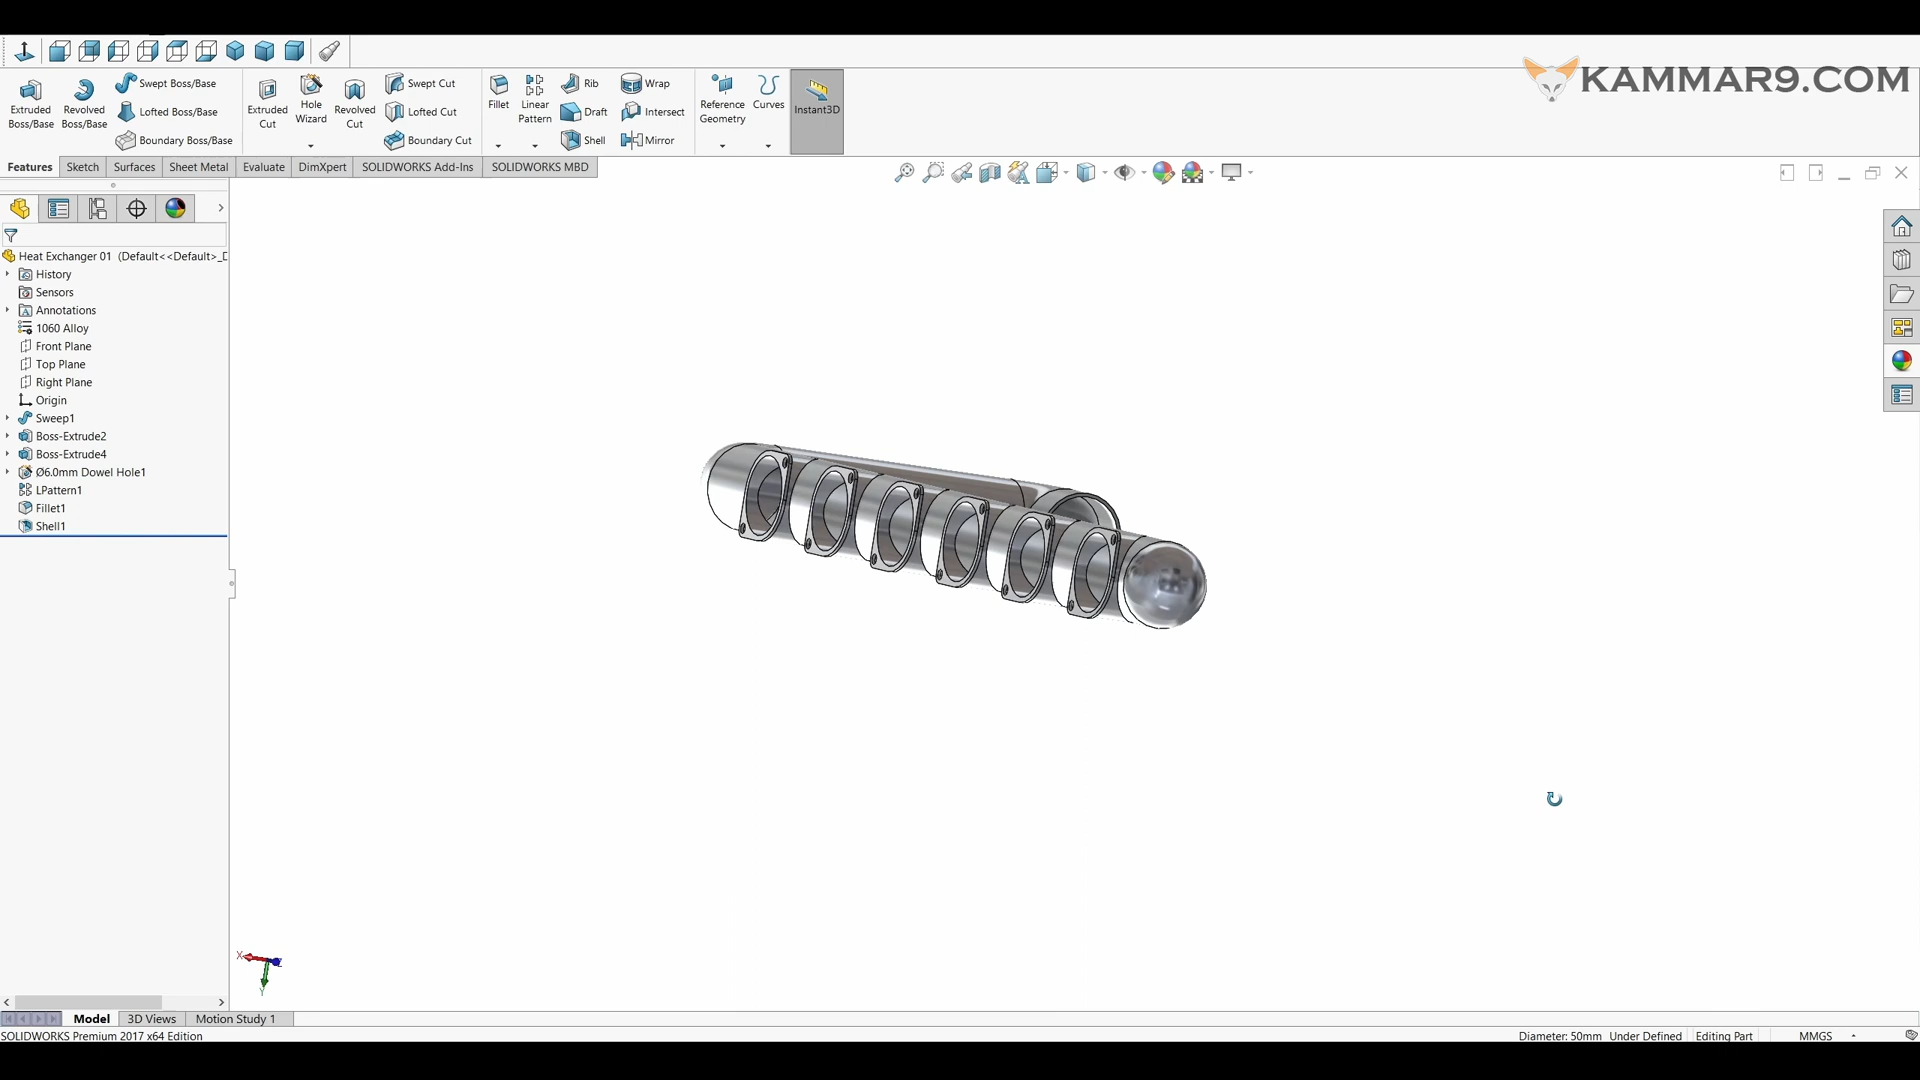 KAMMAR9.COM
Extruded Boss/Base
Revolved Boss/Base
Swept Boss/Base
Lofted Boss/Base
Boundary Boss/Base
Extruded Cut
Hole Wizard
Revolved Cut
Swept Cut
Lofted Cut
Boundary Cut
Fillet
Linear Pattern
Rib
Draft
Shell
Wrap
Intersect
Mirror
Reference Geometry
Curves
Instant3D
Features Sketch Surfaces Sheet Metal Evaluate DimXpert SOLIDWORKS Add-Ins SOLIDWORKS MBD
Heat Exchanger 01 (Default<<Default>_D
History
Sensors
Annotations
1060 Alloy
Front Plane
Top Plane
Right Plane
Origin
Sweep1
Boss-Extrude2
Boss-Extrude4
Ø6.0mm Dowel Hole1
LPattern1
Fillet1
Shell1
X
Z
Y
Model 3D Views Motion Study 1
SOLIDWORKS Premium 2017 x64 Edition
Diameter: 50mm Under Defined Editing Part MMGS